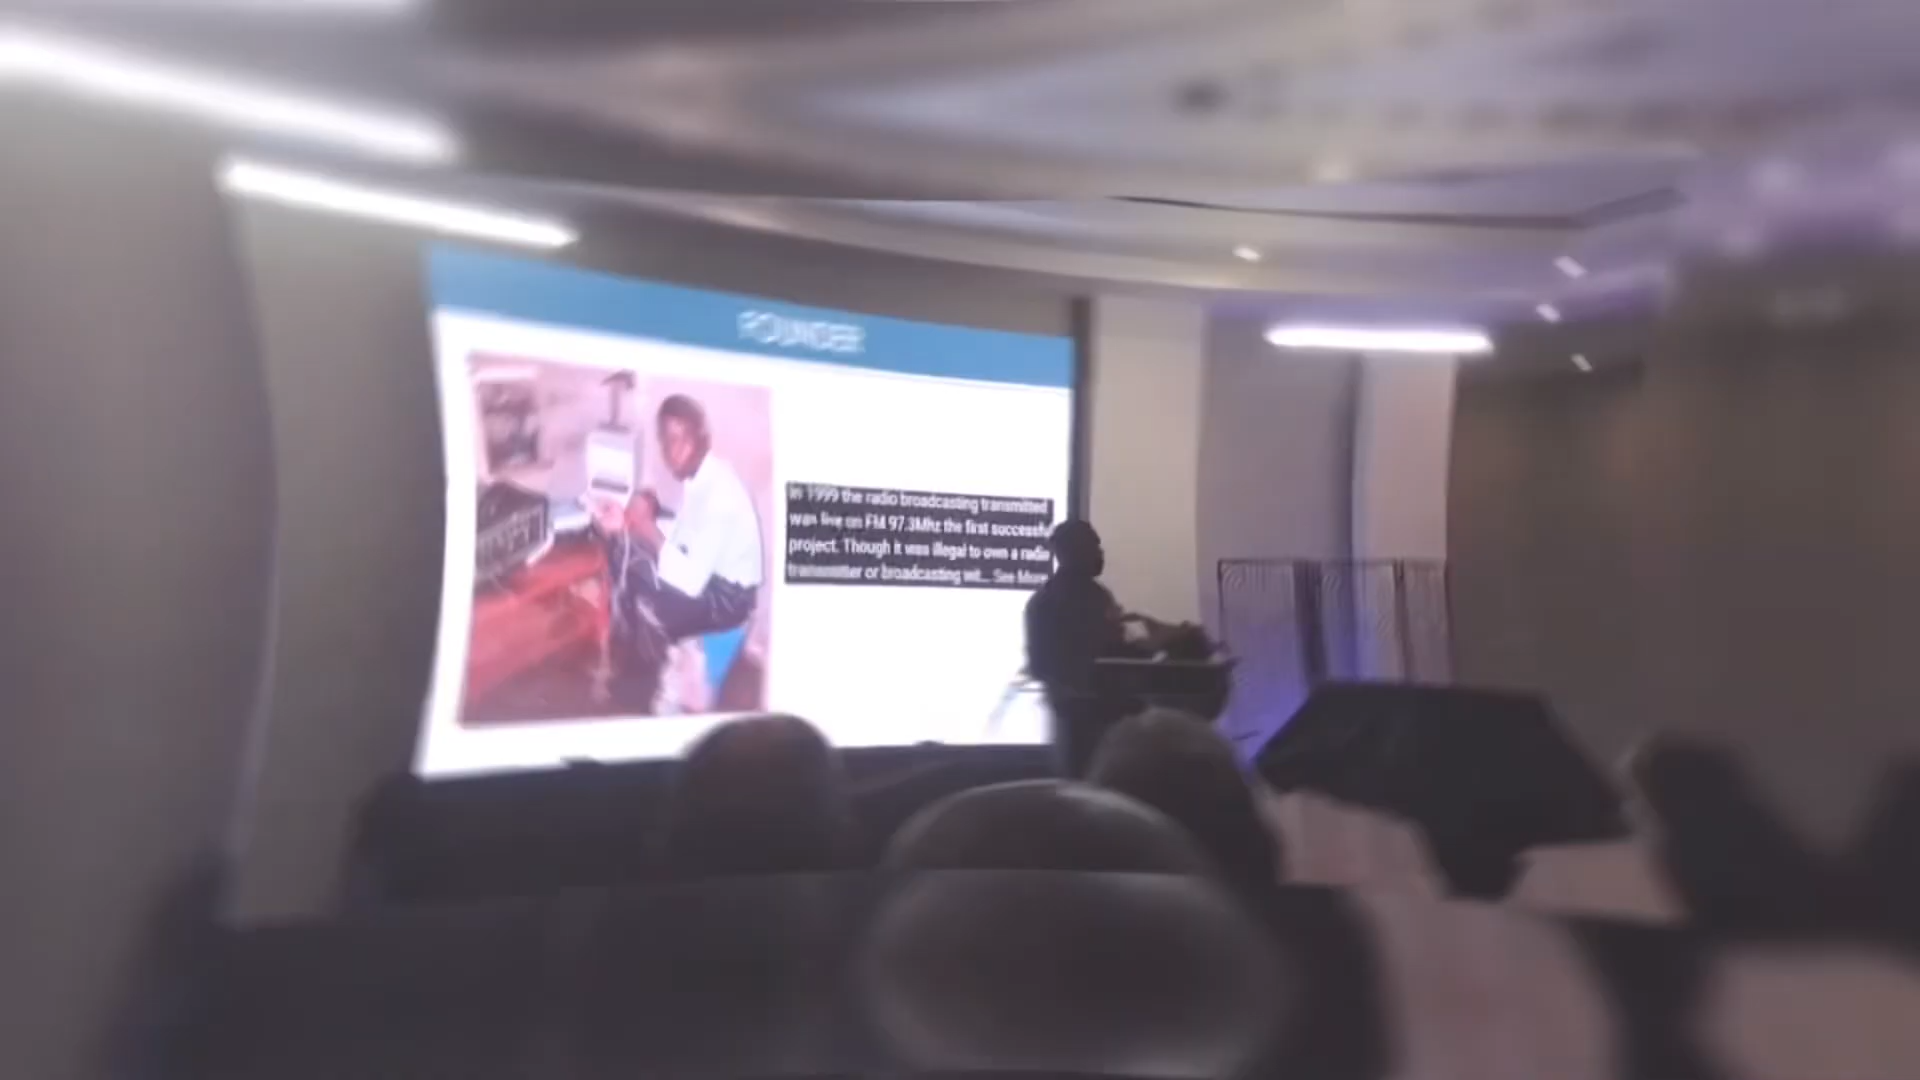 FOUNDER
In 1999 the radio broadcasting transmitted
was live on FM 97.3Mhz the first successful
project. Though it was illegal to own a radio
transmitter or broadcasting wit... See More